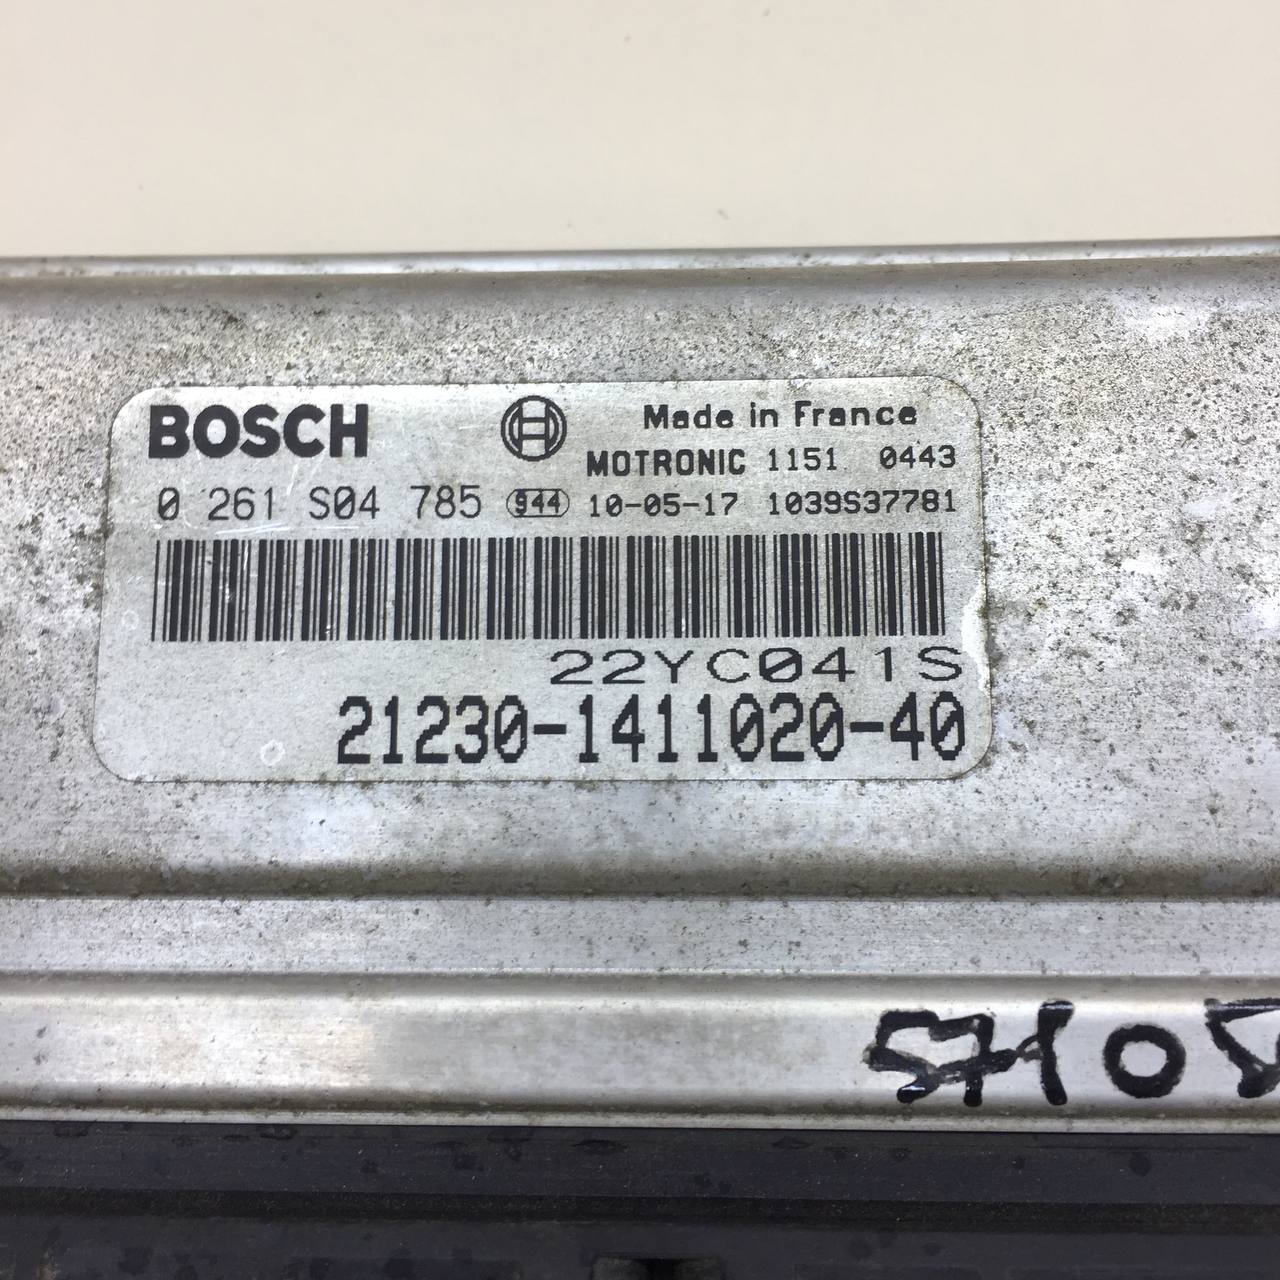 BOSCH Made in France
MOTRONIC 1151 0443
0 261 S04 785 944 10-05-17 1039S37781
22YC041S
21230-1411020-40